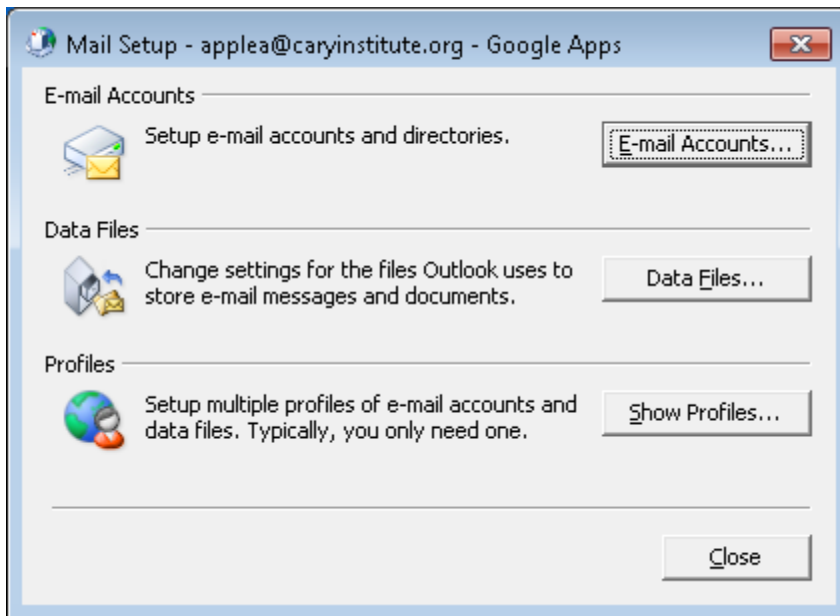 Mail Setup - applea@caryinstitute.org - Google Apps
E-mail Accounts
Setup e-mail accounts and directories.
E-mail Accounts...
Data Files
Change settings for the files Outlook uses to
store e-mail messages and documents.
Data Files...
Profiles
Setup multiple profiles of e-mail accounts and
data files. Typically, you only need one.
Show Profiles...
Close